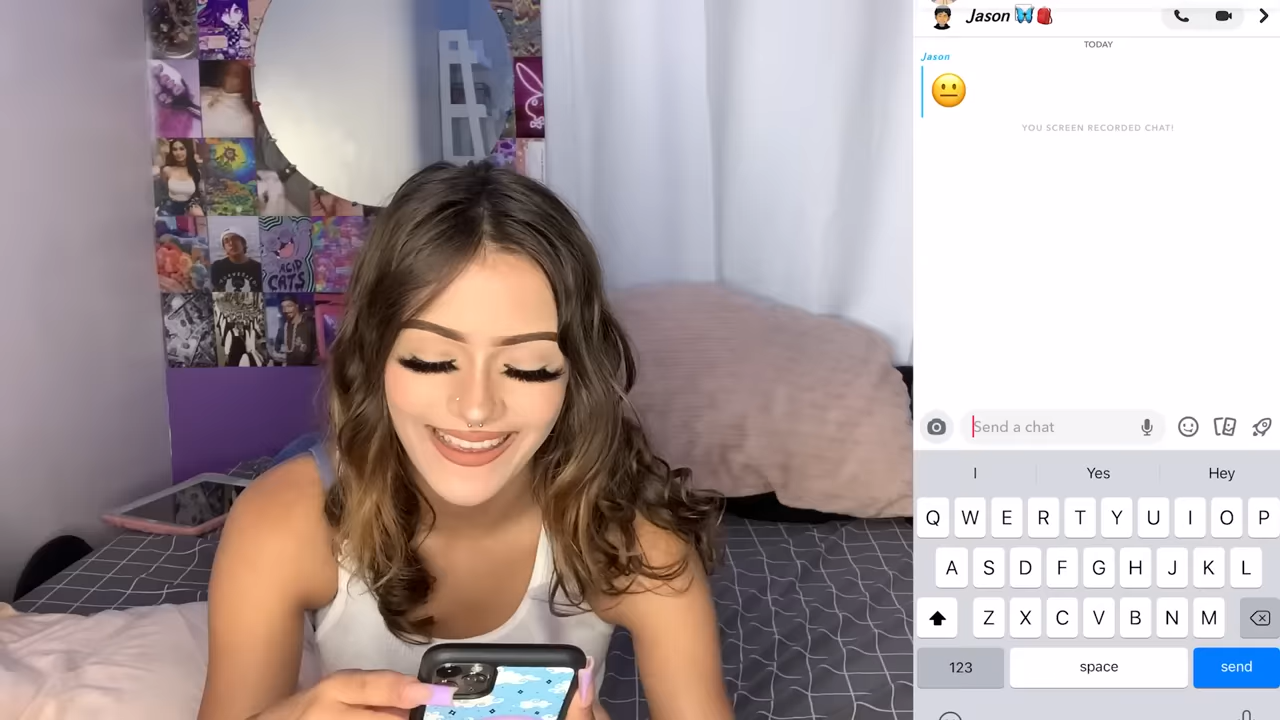 Jason
TODAY
Jason
YOU SCREEN RECORDED CHAT!
Send a chat
I Yes Hey
Q W E R T Y U I O P
A S D F G H J K L
Z X C V B N M
123 space send
ACID
CATS